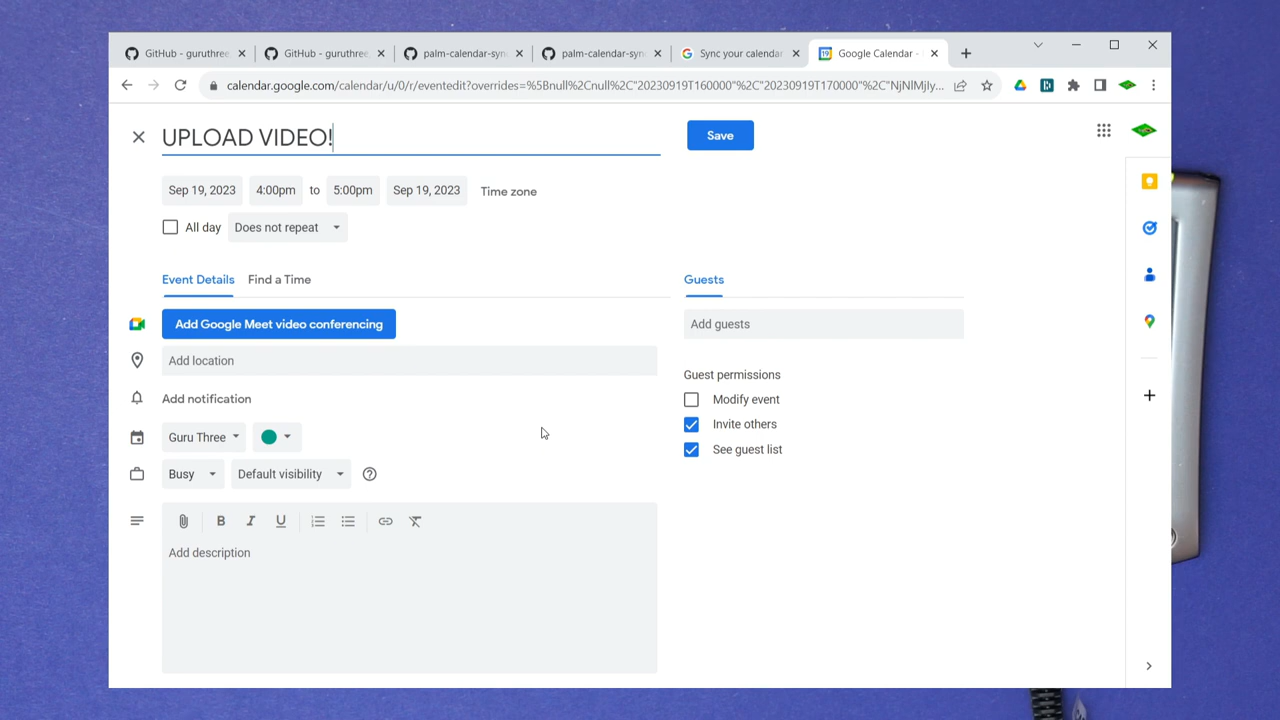 GitHub - guruthree
GitHub - guruthree
palm-calendar-syn
palm-calendar-syn
Sync your calendar
19 Google Calendar -
calendar.google.com/calendar/u/0/r/eventedit?overrides=%5Bnull%2Cnull%2C"20230919T160000"%2C"20230919T170000"%2C"NjNlMjIy...
UPLOAD VIDEO!
Save
Sep 19, 2023 4:00pm to 5:00pm Sep 19, 2023 Time zone
All day Does not repeat
Event Details Find a Time
Guests
Add Google Meet video conferencing
Add guests
Add location
Guest permissions
Add notification
Modify event
Invite others
Guru Three
See guest list
Busy Default visibility
B I U
Add description